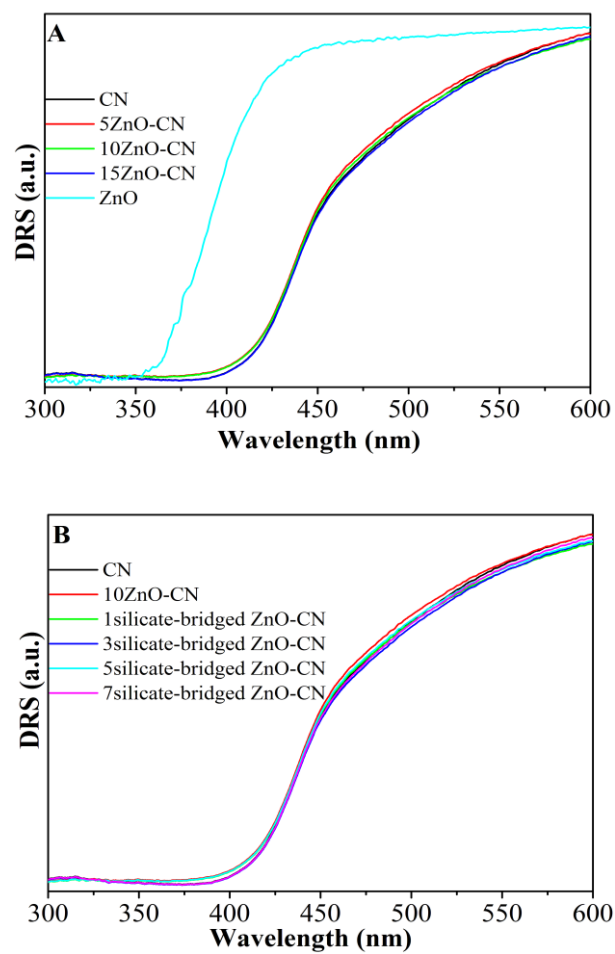 A
CN
5ZnO-CN
10ZnO-CN
15ZnO-CN
ZnO
DRS (a.u.)
300 350 400 450 500 550 600
Wavelength (nm)
B
CN
10ZnO-CN
1silicate-bridged ZnO-CN
3silicate-bridged ZnO-CN
5silicate-bridged ZnO-CN
7silicate-bridged ZnO-CN
DRS (a.u.)
300 350 400 450 500 550 600
Wavelength (nm)